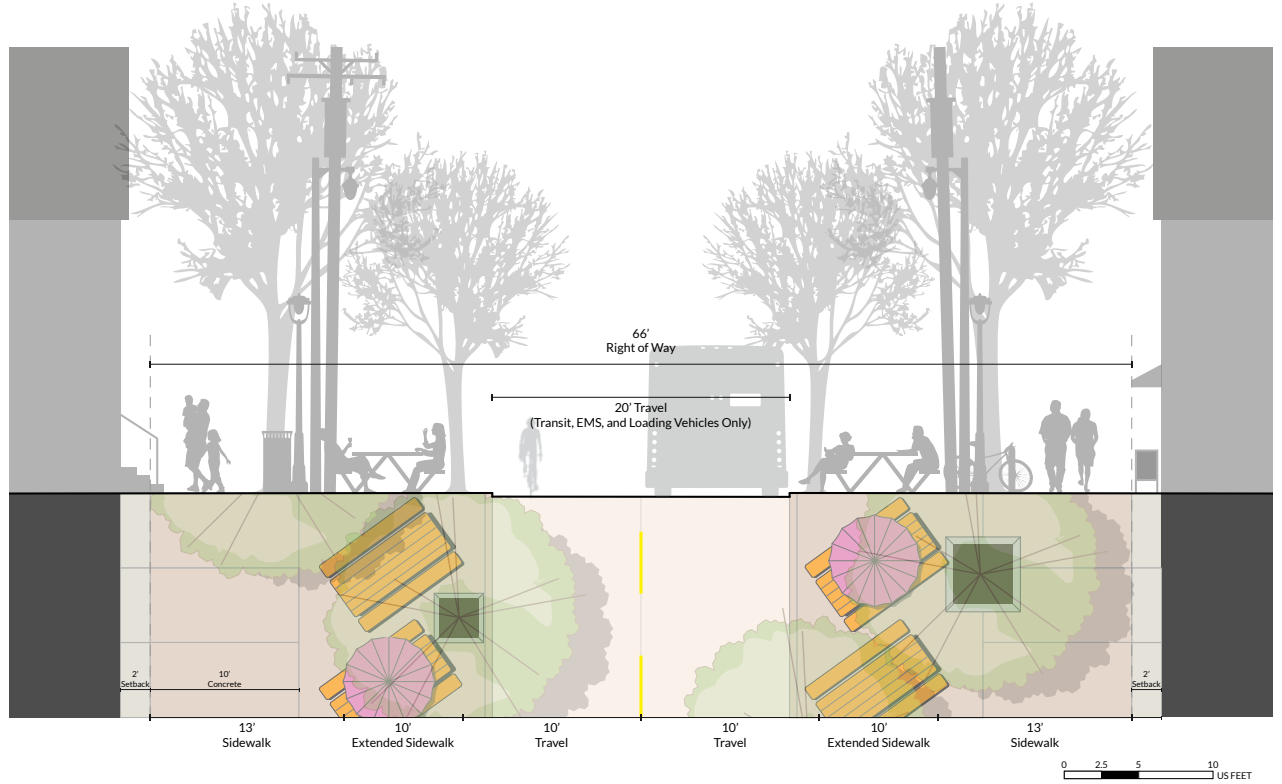 66’
Right of Way
20’ Travel
(Transit, EMS, and Loading Vehicles Only)
2’
Setback
10’
Concrete
2’
Setback
13’
Sidewalk
10’
Extended Sidewalk
10’
Travel
10’
Travel
10’
Extended Sidewalk
13’
Sidewalk
0 2.5 5 10
US FEET